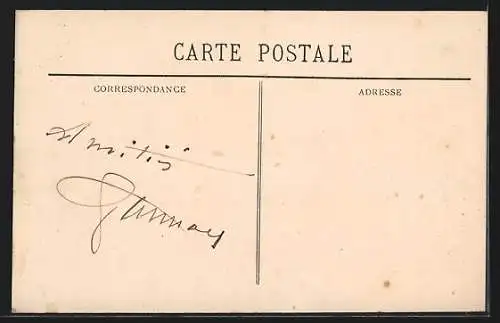 CARTE POSTALE
CORRESPONDANCE
ADRESSE
Amitiés